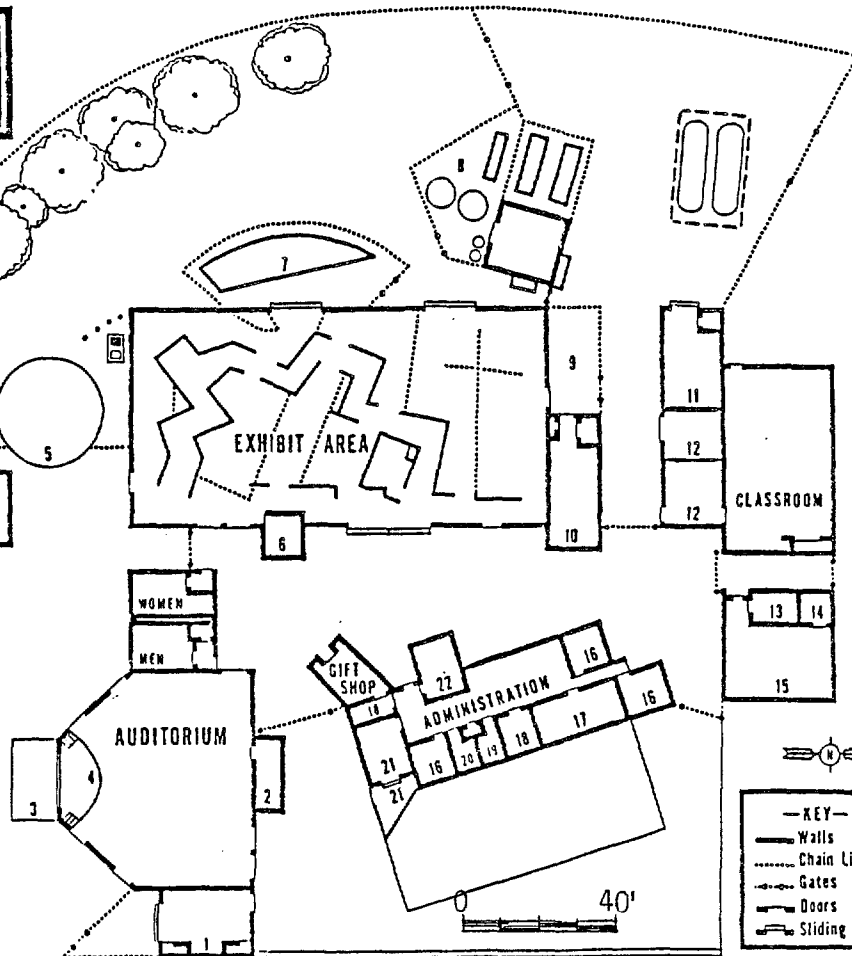 8
7
9
11
EXHIBIT AREA
12
5
CLASSROOM
12
10
6
WOMEN
13
14
MEN
GIFT
SHOP
22
16
15
ADMINISTRATION
16
18
17
AUDITORIUM
18
21
16
20
19
4
21
3
2
N
—KEY—
Walls
Chain Li
Gates
Doors
Sliding
0 40'
1